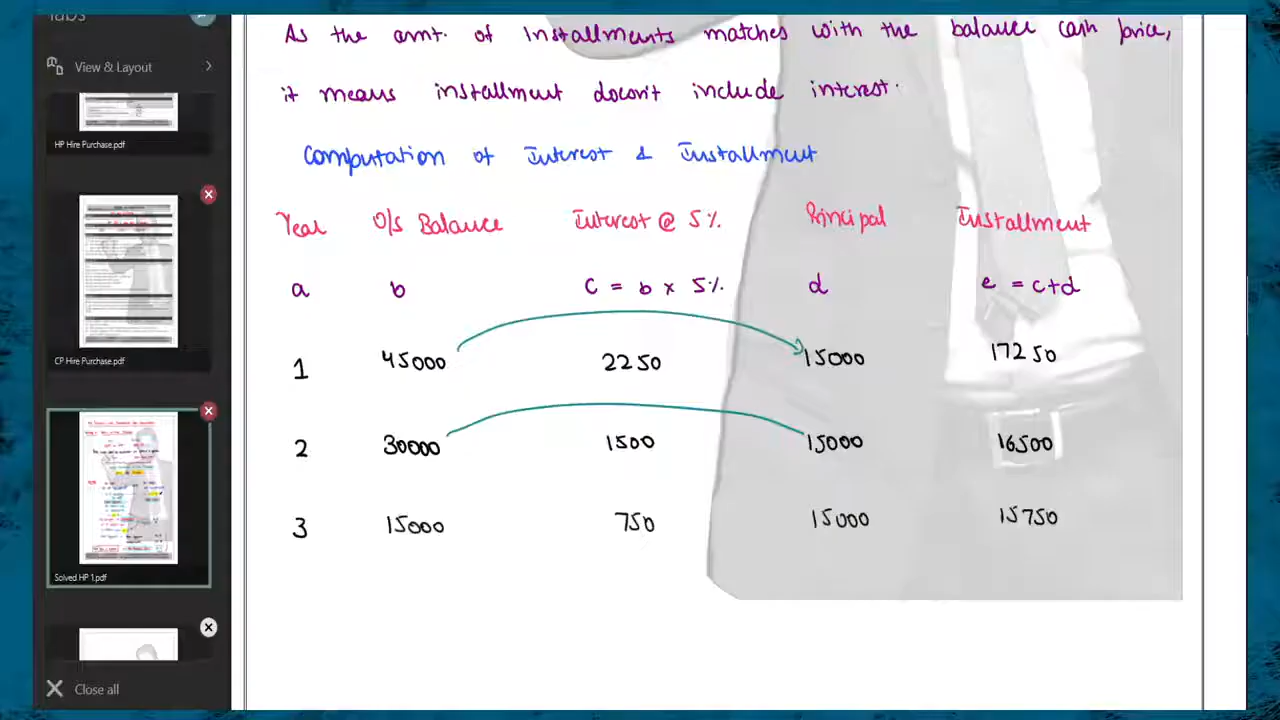 Tabs
View & Layout
HP Hire Purchase.pdf
CP Hire Purchase.pdf
Solved HP 1.pdf
Close all
As the amt. of installments matches with the balance cash price,
it means installment doesn't include interest.
Computation of Interest & Installment
Year O/s Balance Interest @ 5% Principal Installment
a b c = b x 5% d e = c+d
1 45000 2250 15000 17250
2 30000 1500 15000 16500
3 15000 750 15000 15750